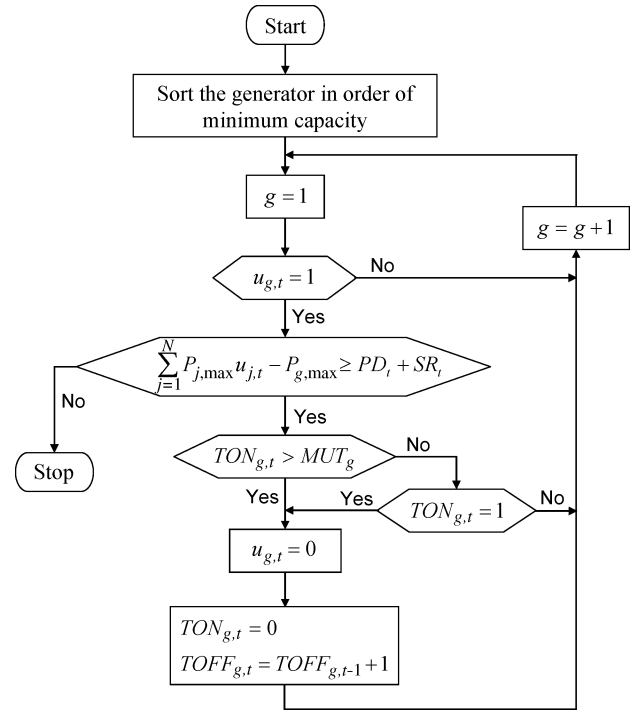 Start
Sort the generator in order of
minimum capacity
g = 1
g = g + 1
u_{g,t} = 1
No
Yes
\sum_{j=1}^{N} P_{j,max} u_{j,t} − P_{g,max} ≥ PD_t + SR_t
No
Yes
Stop
TON_{g,t} > MUT_g
No
Yes
Yes
TON_{g,t} = 1
No
u_{g,t} = 0
TON_{g,t} = 0
TOFF_{g,t} = TOFF_{g,t-1} + 1